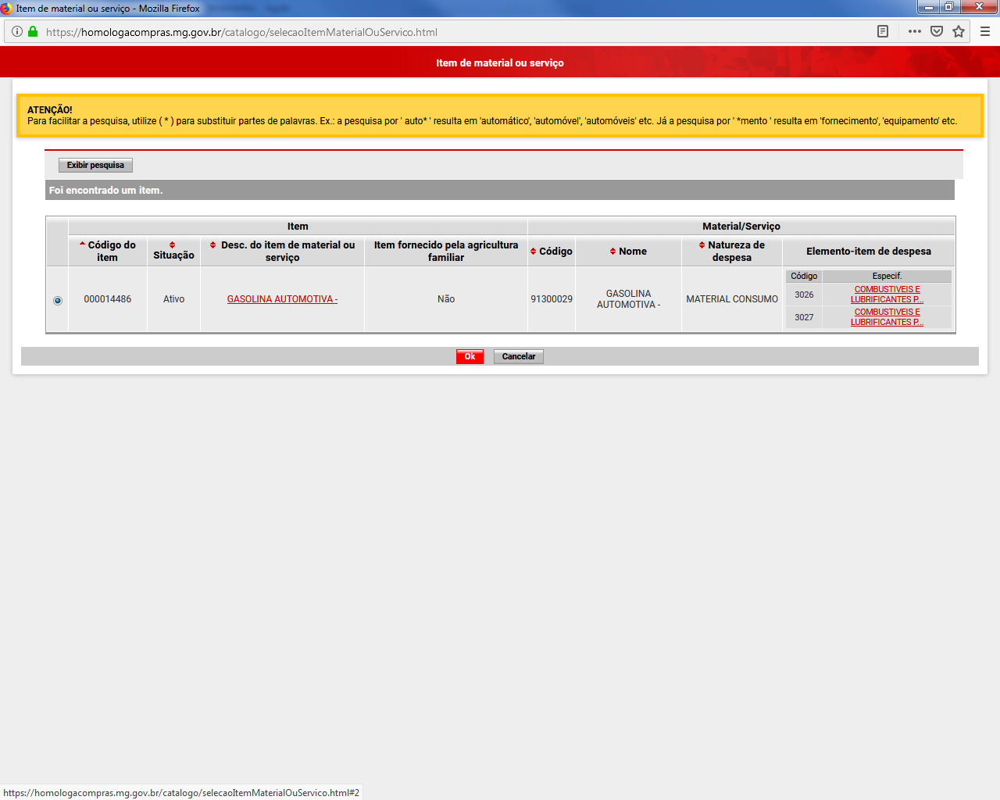 Item de material ou serviço - Mozilla Firefox
https://homologacompras.mg.gov.br/catalogo/selecaoItemMaterialOuServico.html
Item de material ou serviço
ATENÇÃO!
Para facilitar a pesquisa, utilize ( * ) para substituir partes de palavras. Ex.: a pesquisa por ' auto* ' resulta em 'automático', 'automóvel', 'automóveis' etc. Já a pesquisa por ' *mento ' resulta em 'fornecimento', 'equipamento' etc.
Exibir pesquisa
Foi encontrado um item.
Item Material/Serviço
Código do item Situação Desc. do item de material ou serviço Item fornecido pela agricultura familiar Código Nome Natureza de despesa Elemento-item de despesa
Código Especif.
000014486 Ativo GASOLINA AUTOMOTIVA - Não 91300029 GASOLINA AUTOMOTIVA - MATERIAL CONSUMO
3026 COMBUSTIVEIS E LUBRIFICANTES P...
3027 COMBUSTIVEIS E LUBRIFICANTES P...
Ok Cancelar
https://homologacompras.mg.gov.br/catalogo/selecaoItemMaterialOuServico.html#2